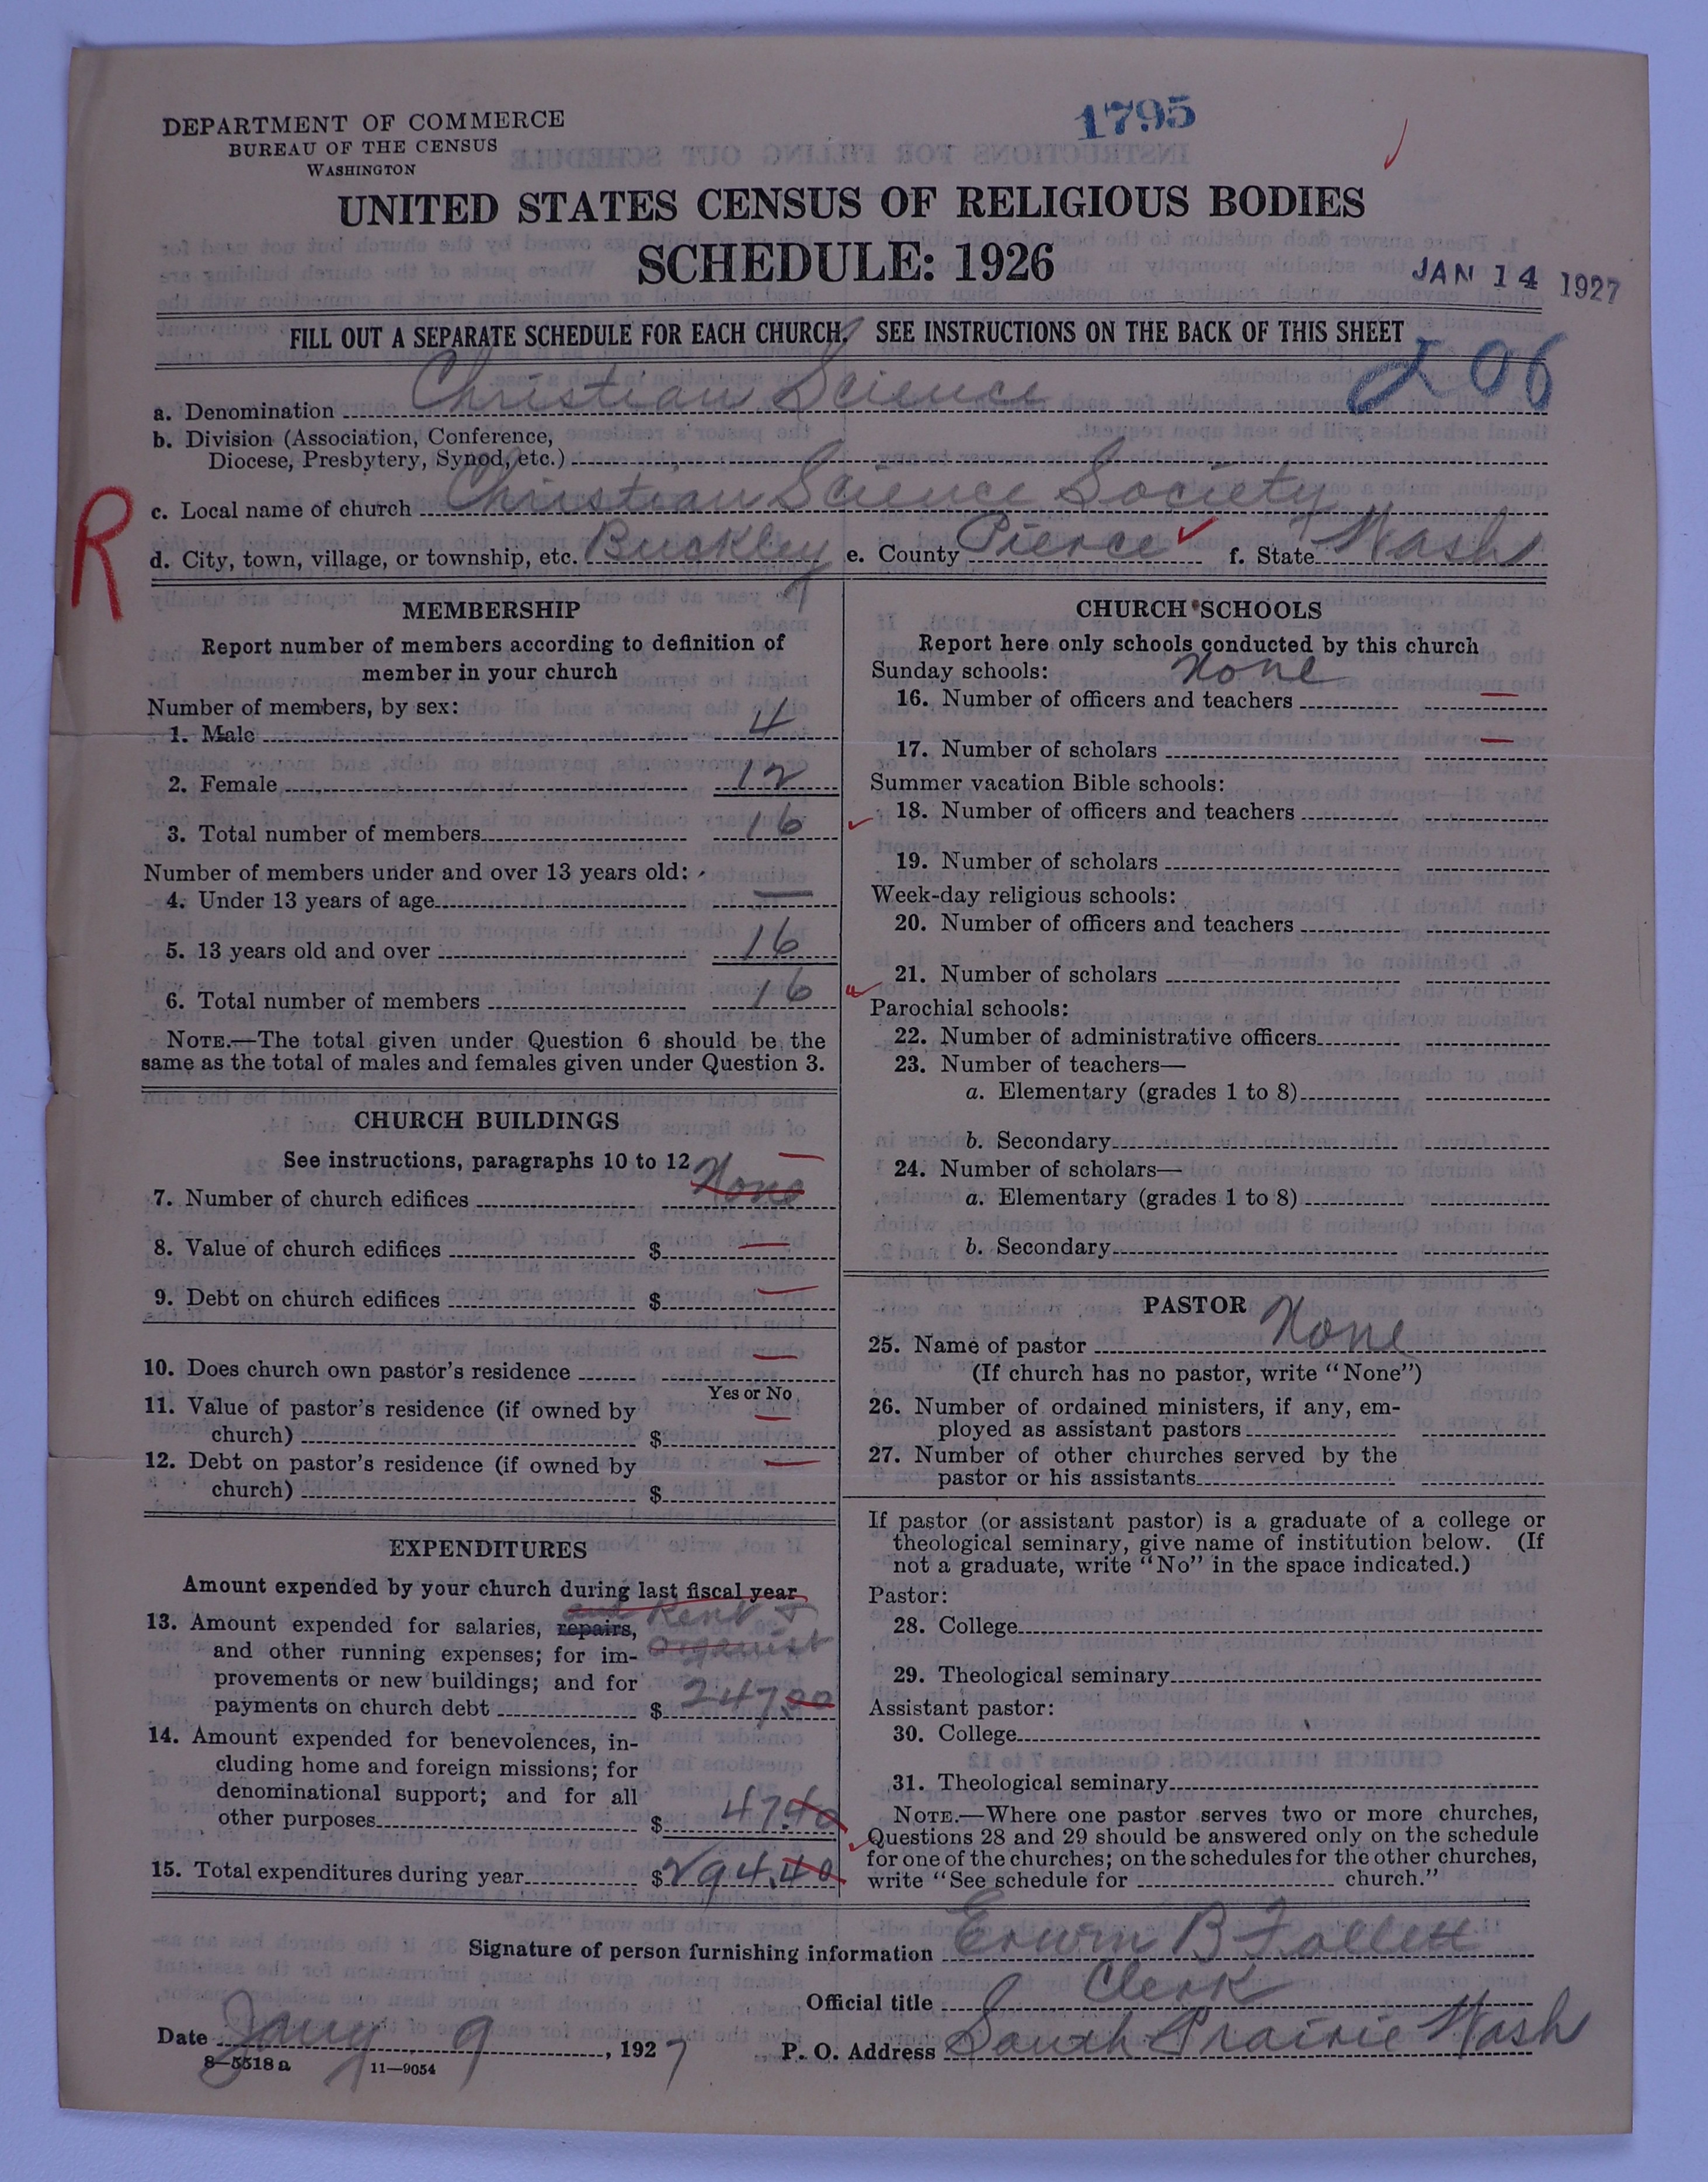 1795
DEPARTMENT OF COMMERCE
BUREAU OF THE CENSUS
WASHINGTON
UNITED STATES CENSUS OF RELIGIOUS BODIES
SCHEDULE: 1926
JAN 14 1927
FILL OUT A SEPARATE SCHEDULE FOR EACH CHURCH. SEE INSTRUCTIONS ON THE BACK OF THIS SHEET
206
a. Denomination Christian Science
b. Division (Association, Conference,
Diocese, Presbytery, Synod, etc.)
c. Local name of church Christian Science Society
R
d. City, town, village, or township, etc. Buckley e. County Pierce f. State Wash
MEMBERSHIP
Report number of members according to definition of
member in your church
Number of members, by sex:
1. Male 4
2. Female 12
3. Total number of members 16
Number of members under and over 13 years old:
4. Under 13 years of age —
5. 13 years old and over 16
6. Total number of members 16
NOTE.—The total given under Question 6 should be the
same as the total of males and females given under Question 3.
CHURCH BUILDINGS
See instructions, paragraphs 10 to 12
7. Number of church edifices None —
8. Value of church edifices $ —
9. Debt on church edifices $ —
10. Does church own pastor's residence —
Yes or No
11. Value of pastor's residence (if owned by
church) $ —
12. Debt on pastor's residence (if owned by
church) $ —
EXPENDITURES
Amount expended by your church during last fiscal year
13. Amount expended for salaries, repairs, and Rent &
and other running expenses; for im- organist
provements or new buildings; and for
payments on church debt $ 247.00
14. Amount expended for benevolences, in-
cluding home and foreign missions; for
denominational support; and for all
other purposes $ 47.40
15. Total expenditures during year $ 294.40
CHURCH SCHOOLS
Report here only schools conducted by this church
Sunday schools: None
16. Number of officers and teachers —
17. Number of scholars —
Summer vacation Bible schools:
18. Number of officers and teachers
19. Number of scholars
Week-day religious schools:
20. Number of officers and teachers
21. Number of scholars
Parochial schools:
22. Number of administrative officers
23. Number of teachers—
a. Elementary (grades 1 to 8)
b. Secondary
24. Number of scholars—
a. Elementary (grades 1 to 8)
b. Secondary
PASTOR
25. Name of pastor None
(If church has no pastor, write "None")
26. Number of ordained ministers, if any, em-
ployed as assistant pastors
27. Number of other churches served by the
pastor or his assistants
If pastor (or assistant pastor) is a graduate of a college or
theological seminary, give name of institution below. (If
not a graduate, write "No" in the space indicated.)
Pastor:
28. College
29. Theological seminary
Assistant pastor:
30. College
31. Theological seminary
NOTE.—Where one pastor serves two or more churches,
Questions 28 and 29 should be answered only on the schedule
for one of the churches; on the schedules for the other churches,
write "See schedule for church."
Signature of person furnishing information Erwin B Follett
Official title Clerk
Date Jany 9, 1927 P. O. Address South Prairie Wash
8—5518 a 11—9054